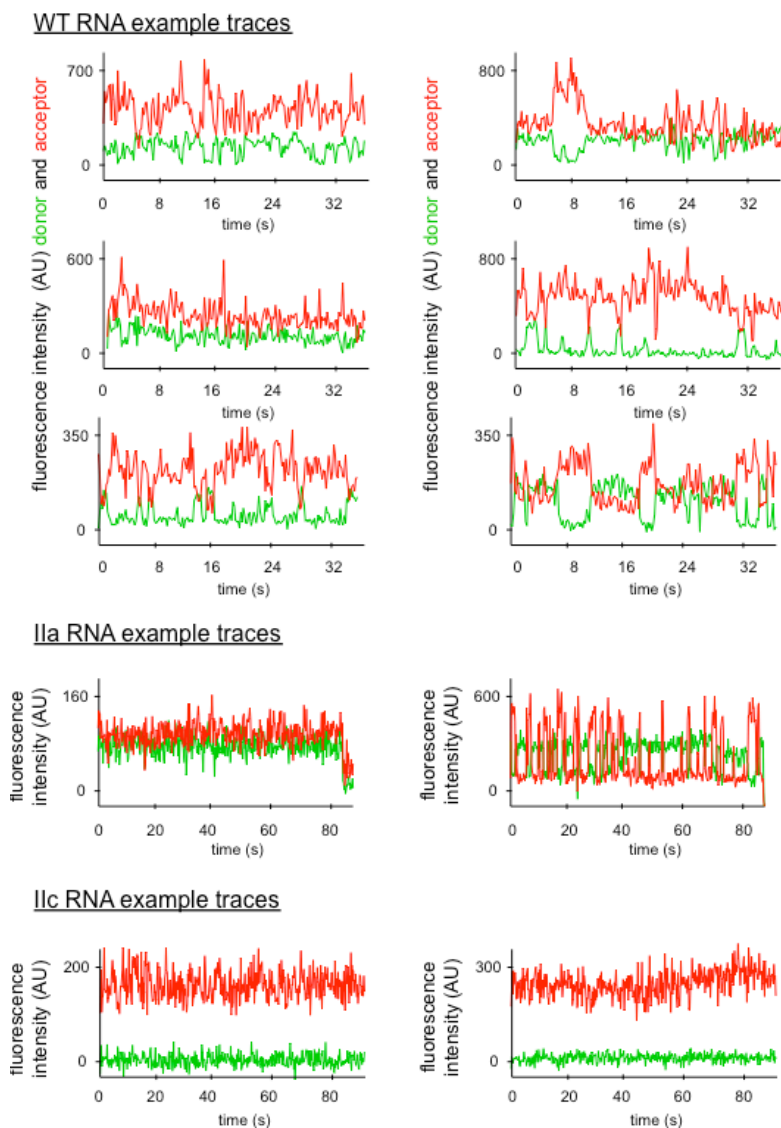 WT RNA example traces
fluorescence intensity (AU) donor and acceptor
700
0
0 8 16 24 32
time (s)
fluorescence intensity (AU) donor and acceptor
800
0
0 8 16 24 32
time (s)
600
0
0 8 16 24 32
time (s)
800
0
0 8 16 24 32
time (s)
350
0
0 8 16 24 32
time (s)
350
0
0 8 16 24 32
time (s)
IIa RNA example traces
fluorescence
intensity (AU)
160
0
0 20 40 60 80
time (s)
fluorescence
intensity (AU)
600
0
0 20 40 60 80
time (s)
IIc RNA example traces
fluorescence
intensity (AU)
200
0
0 20 40 60 80
time (s)
fluorescence
intensity (AU)
300
0
0 20 40 60 80
time (s)